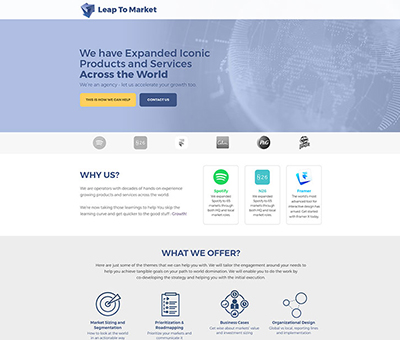 Leap To Market
We have Expanded Iconic
Products and Services
Across the World
We're an agency - let us accelerate your growth too.
THIS IS HOW WE CAN HELP
CONTACT US
P&G
WHY US?
We are operators with decades of hands-on experience
growing products and services across the world.
We're now taking those learnings to help You skip the
learning curve and get quicker to the good stuff: Growth
Spotify
We expanded
Spotify to 69
markets through
both HQ and local
market roles.
N26
We expanded
markets through
both HQ and local
market roles.
Framer
The world's most
advanced tool for
interactive design has
arrived. Get started
with Framer X today.
WHAT WE OFFER?
Here are just some of the themes that we can help you with. We will tailor the engagement around your needs to
help you achieve tangible goals on your path to world domination. We will enable you to do the work by
co-developing the strategy and helping you with the initial execution.
Market Sizing and
Segmentation
How to look at the world
in an actionable way
Prioritization &
Roadmapping
Prioritize your markets and
communicate it
Business Cases
Can wise about markets' value
and investment sizing
Organizational Design
Global vs local, reporting lines
and implementation